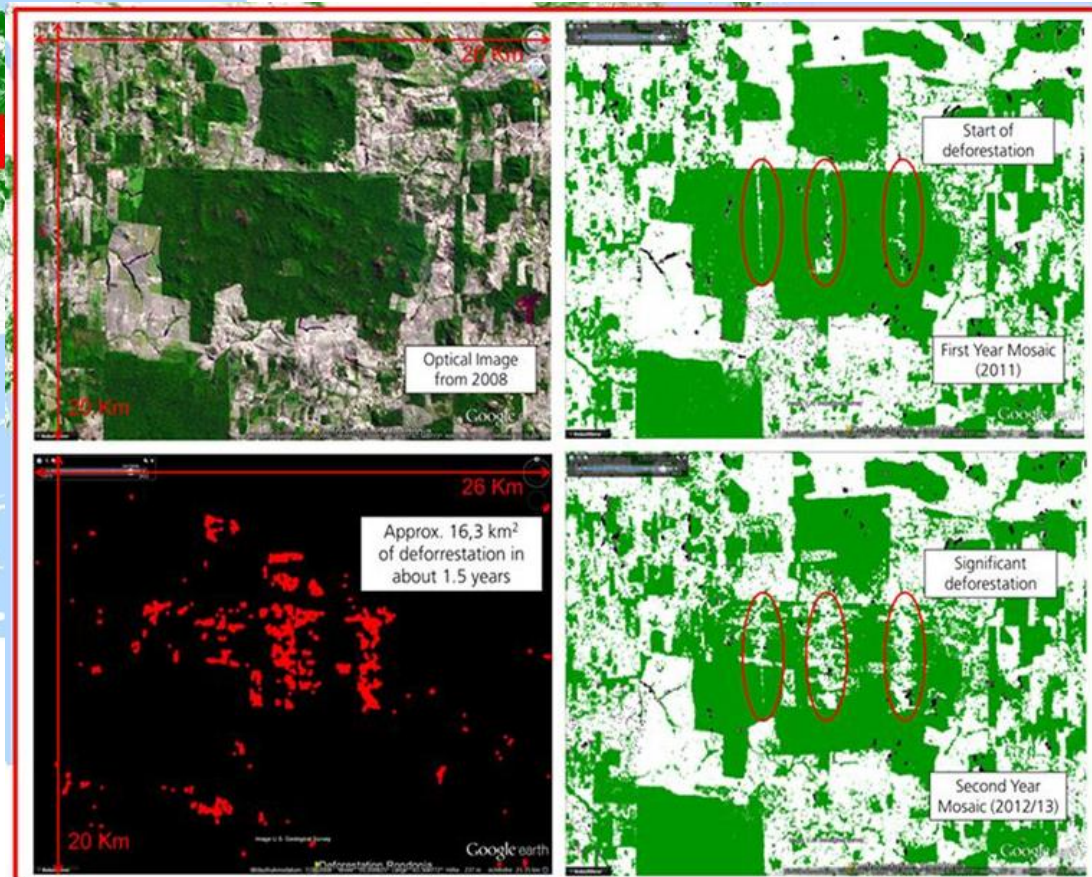 26 Km
20 Km
Optical Image
from 2008
Google earth
Start of
deforestation
First Year Mosaic
(2011)
Google earth
26 Km
Approx. 16,3 km²
of deforrestation in
about 1.5 years
20 Km
Image U.S. Geological Survey
Google earth
Deforestation Rondonia
Significant
deforestation
Second Year
Mosaic (2012/13)